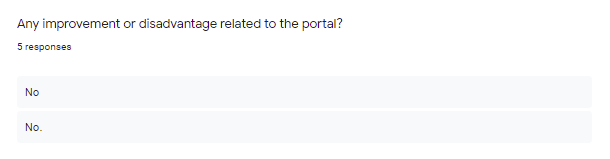 Any improvement or disadvantage related to the portal?
5 responses
No
No.